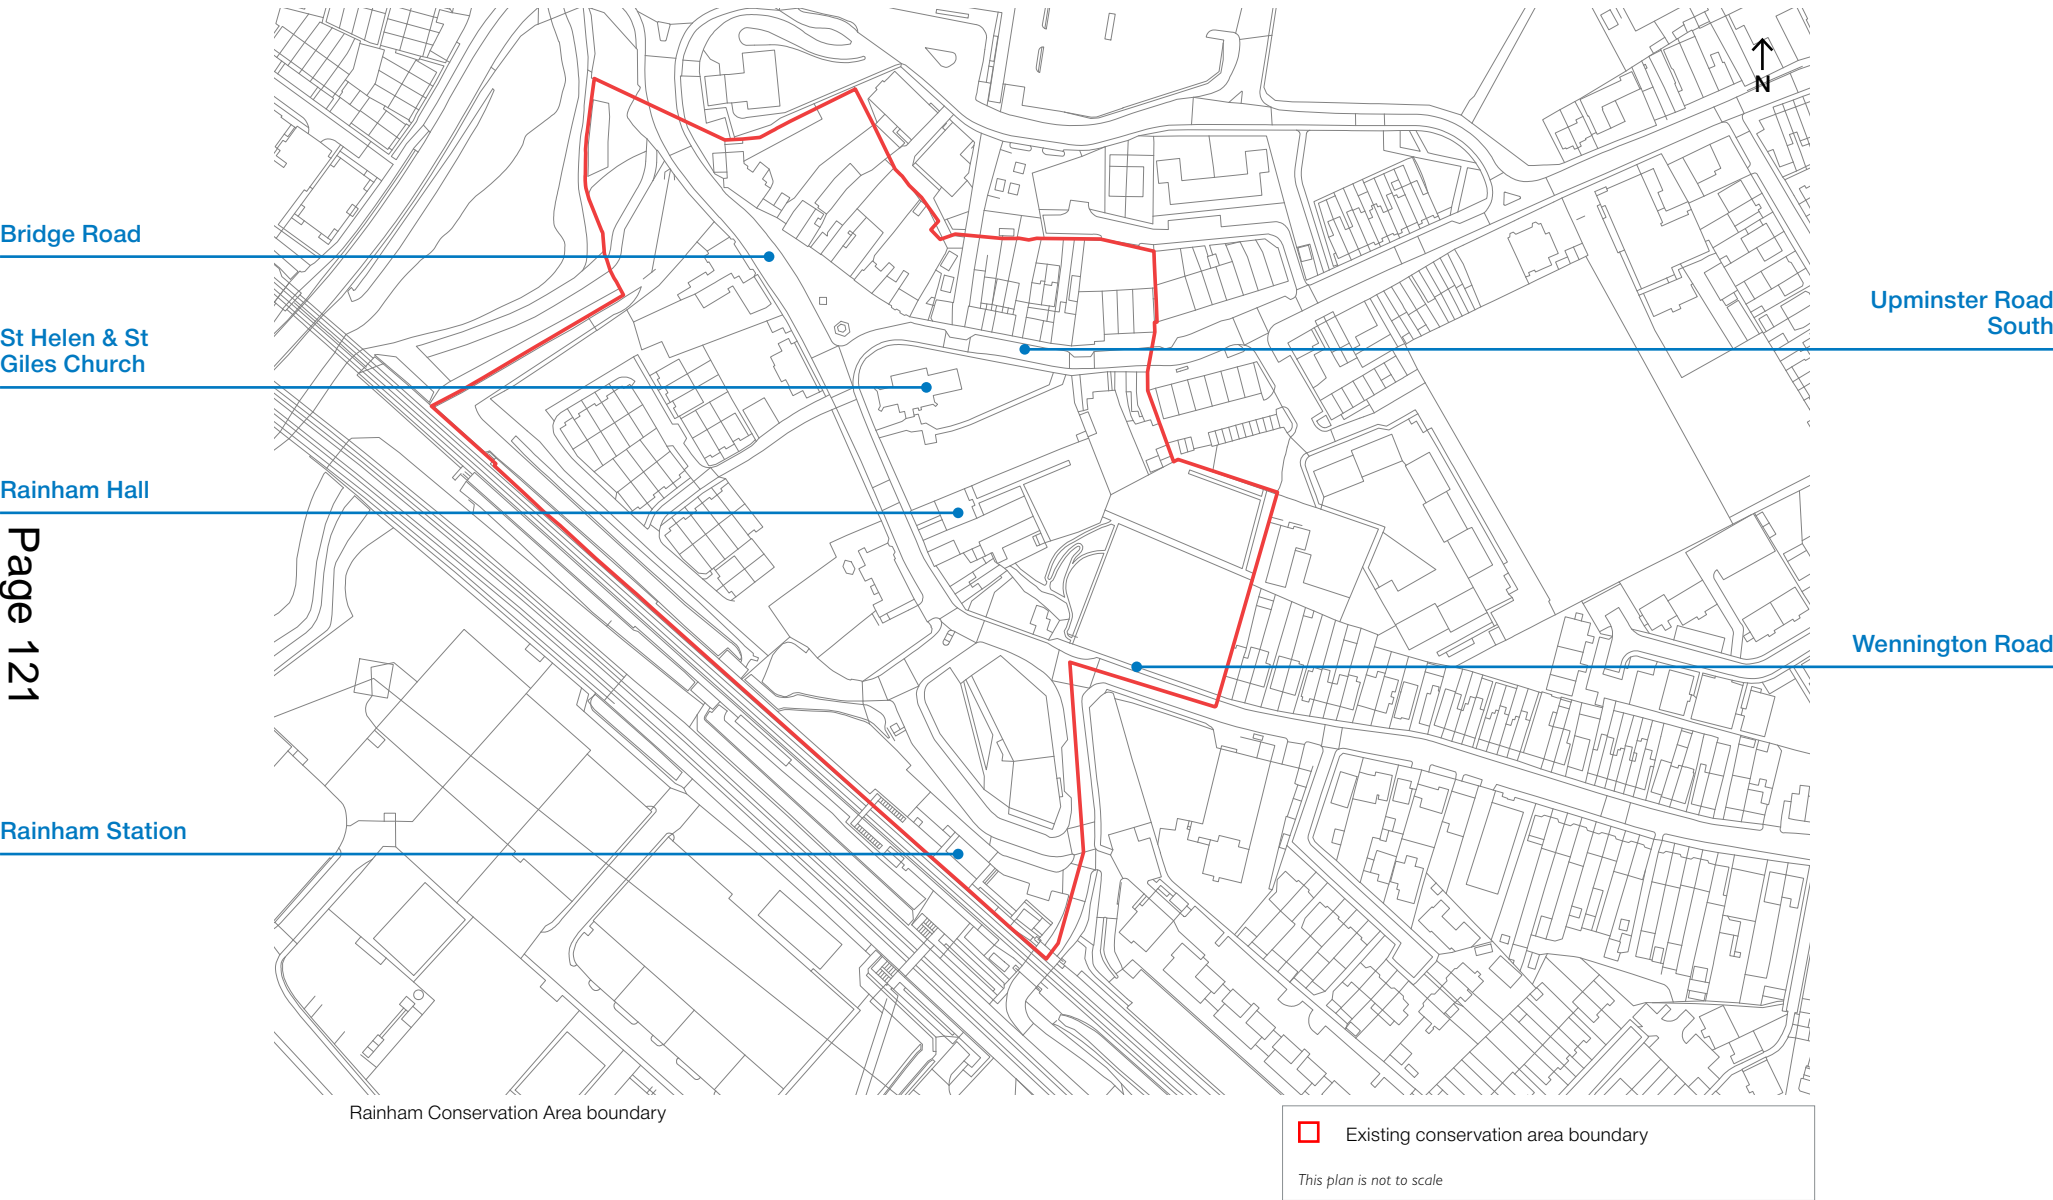 N
Bridge Road
St Helen & St
Giles Church
Rainham Hall
Rainham Station
Upminster Road
South
Wennington Road
Page 121
Rainham Conservation Area boundary
Existing conservation area boundary
This plan is not to scale